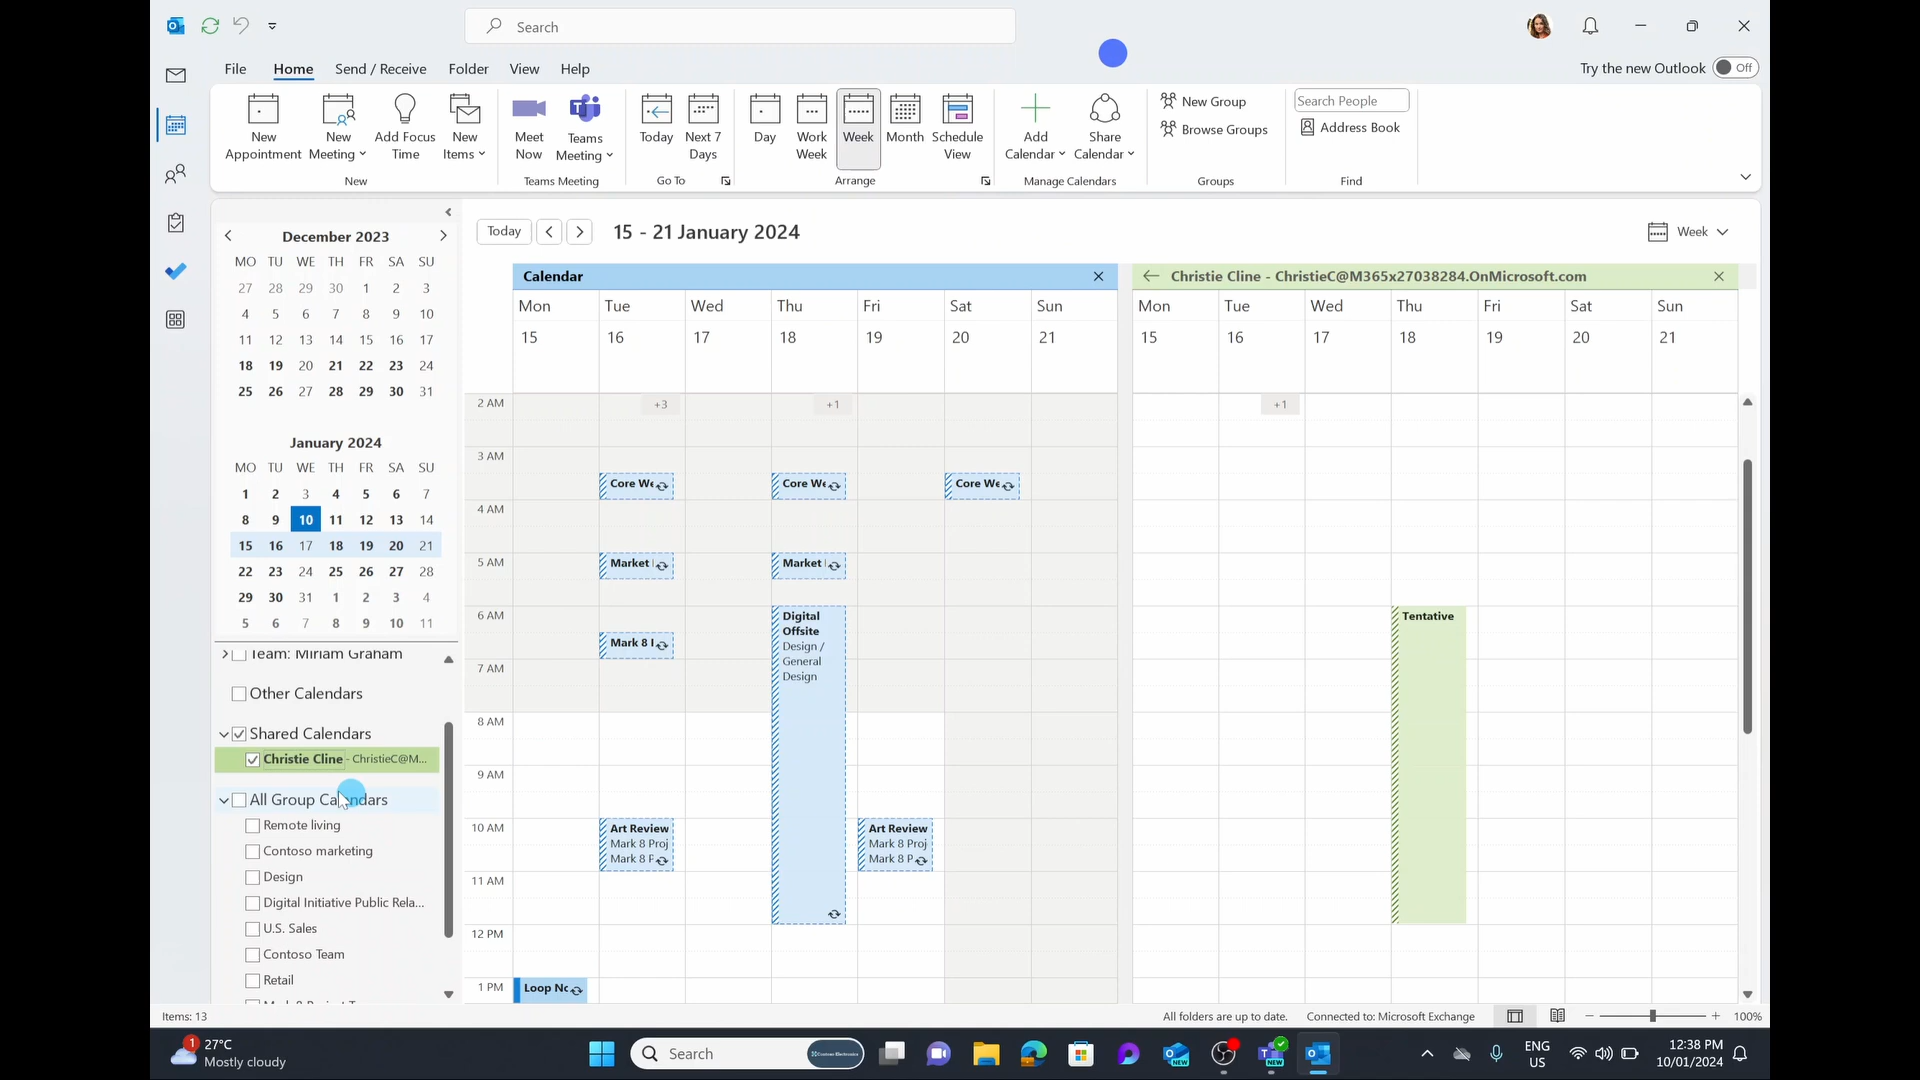 Search
File Home Send / Receive Folder View Help
Try the new Outlook Off
New Appointment
New Meeting
Add Focus Time
New Items
New
Meet Now
Teams Meeting
Teams Meeting
Today
Next 7 Days
Go To
Day
Work Week
Week
Month
Schedule View
Arrange
Add Calendar
Share Calendar
Manage Calendars
New Group
Browse Groups
Groups
Search People
Address Book
Find
December 2023
MO TU WE TH FR SA SU
27 28 29 30 1 2 3
4 5 6 7 8 9 10
11 12 13 14 15 16 17
18 19 20 21 22 23 24
25 26 27 28 29 30 31
January 2024
MO TU WE TH FR SA SU
1 2 3 4 5 6 7
8 9 10 11 12 13 14
15 16 17 18 19 20 21
22 23 24 25 26 27 28
29 30 31 1 2 3 4
5 6 7 8 9 10 11
Team: Miriam Graham
Other Calendars
Shared Calendars
Christie Cline - ChristieC@M...
All Group Calendars
Remote living
Contoso marketing
Design
Digital Initiative Public Rela...
U.S. Sales
Contoso Team
Retail
Today
15 - 21 January 2024
Week
Calendar
Mon Tue Wed Thu Fri Sat Sun
15 16 17 18 19 20 21
Christie Cline - ChristieC@M365x27038284.OnMicrosoft.com
Mon Tue Wed Thu Fri Sat Sun
15 16 17 18 19 20 21
2 AM
+3 +1 +1
3 AM
Core We Core We Core We
4 AM
5 AM
Market Market
6 AM
Digital
Offsite
Design /
General
Design
Tentative
Mark 8
7 AM
8 AM
9 AM
10 AM
Art Review
Mark 8 Proj
Mark 8 P
Art Review
Mark 8 Proj
Mark 8 P
11 AM
12 PM
1 PM
Loop No
Items: 13
All folders are up to date.
Connected to: Microsoft Exchange
100%
1
27°C
Mostly cloudy
Search
NEW
NEW
ENG
US
12:38 PM
10/01/2024